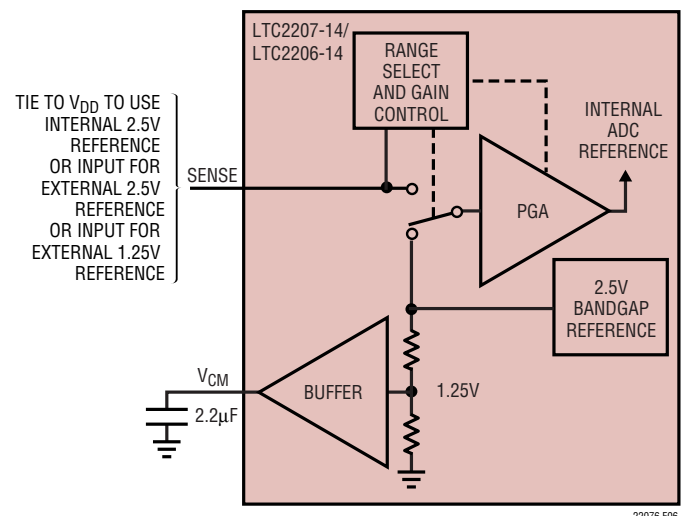 LTC2207-14/
LTC2206-14
RANGE
SELECT
AND GAIN
CONTROL
TIE TO VDD TO USE
INTERNAL 2.5V
REFERENCE
OR INPUT FOR
EXTERNAL 2.5V
REFERENCE
OR INPUT FOR
EXTERNAL 1.25V
REFERENCE
SENSE
INTERNAL
ADC
REFERENCE
PGA
2.5V
BANDGAP
REFERENCE
VCM
BUFFER
1.25V
2.2μF
22076 F06